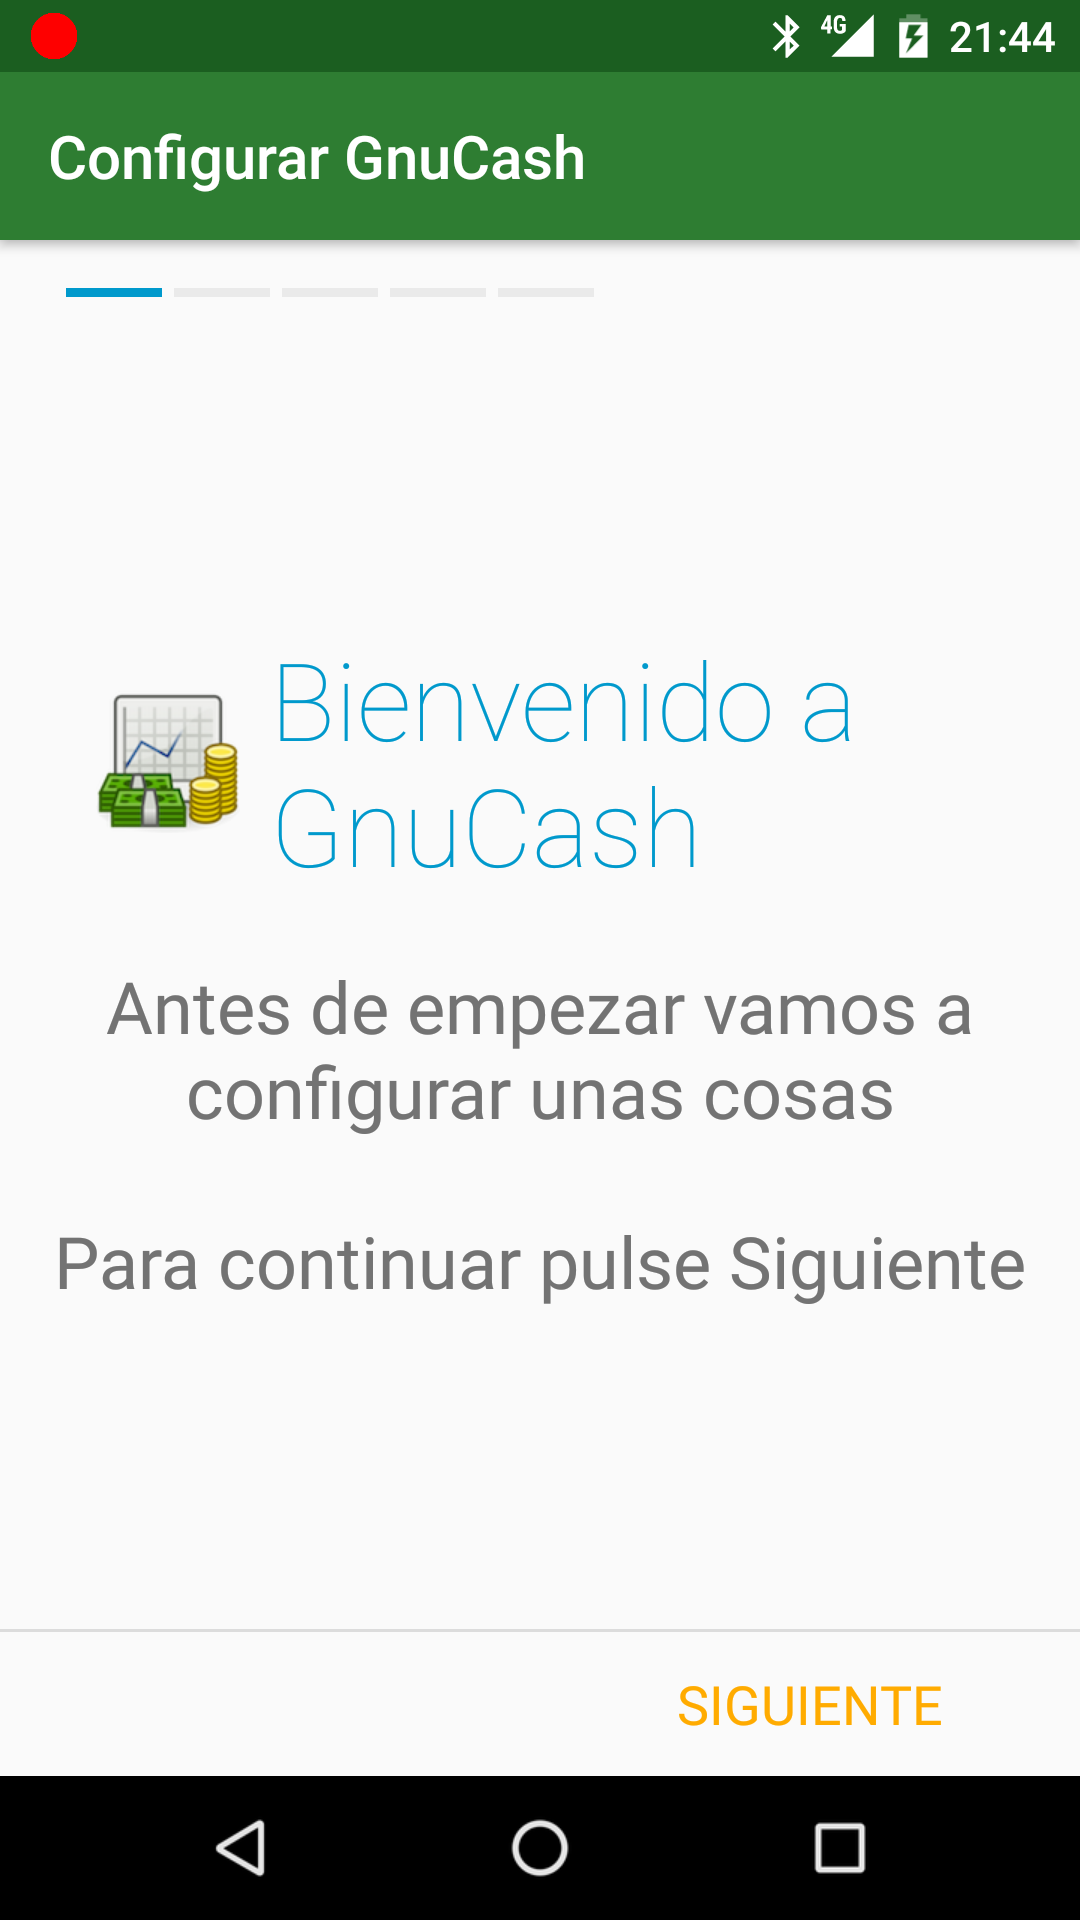 4G 21:44
Configurar GnuCash
Bienvenido a
GnuCash
Antes de empezar vamos a
configurar unas cosas
Para continuar pulse Siguiente
SIGUIENTE